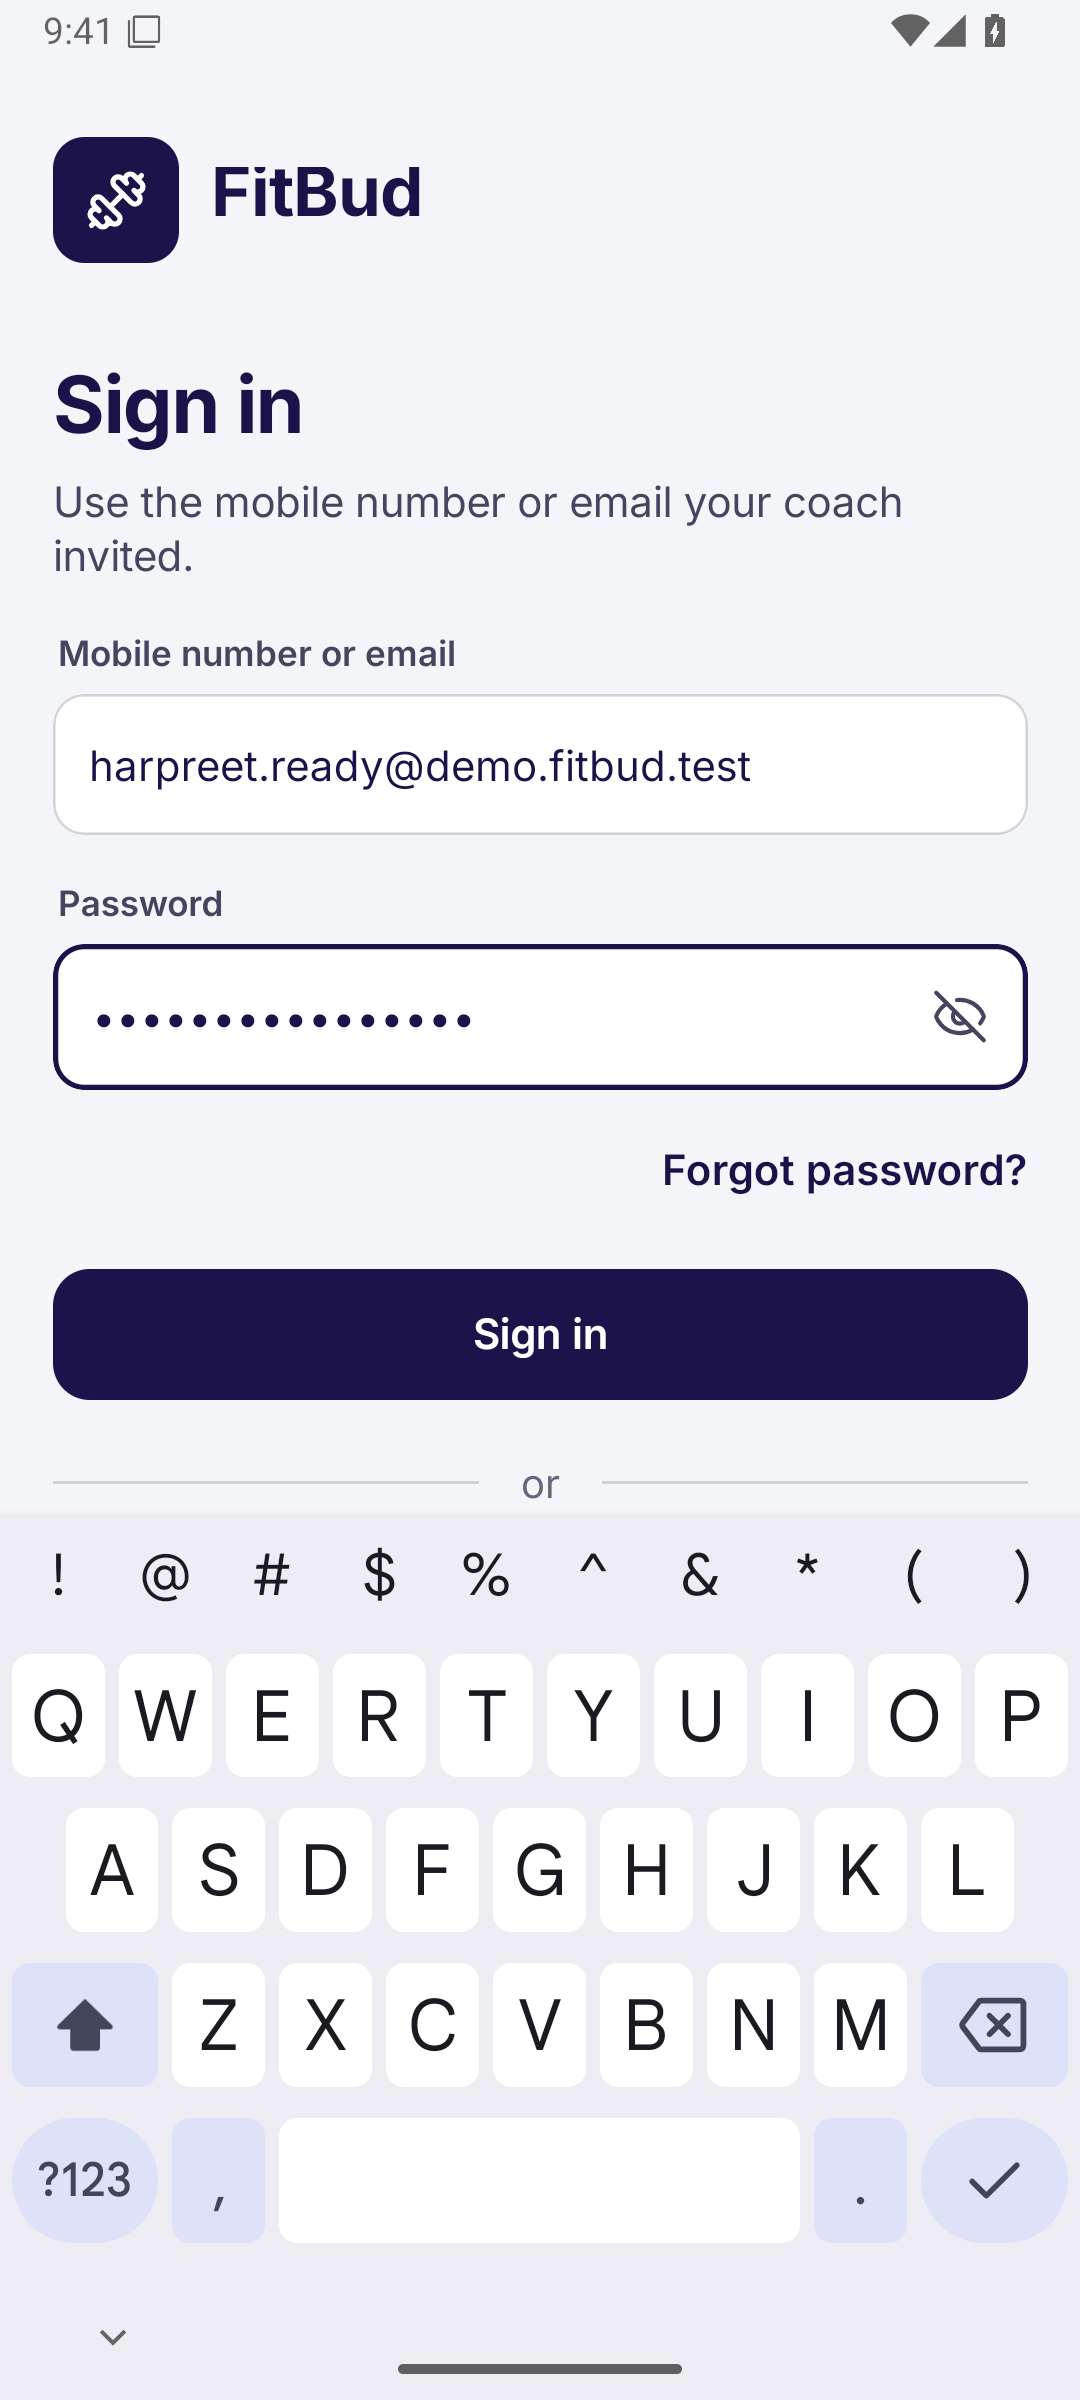 9:41
FitBud
Sign in
Use the mobile number or email your coach
invited.
Mobile number or email
harpreet.ready@demo.fitbud.test
Password
••••••••••••••••
Forgot password?
Sign in
or
! @ # $ % ^ & * ( )
Q W E R T Y U I O P
A S D F G H J K L
Z X C V B N M
?123 , .